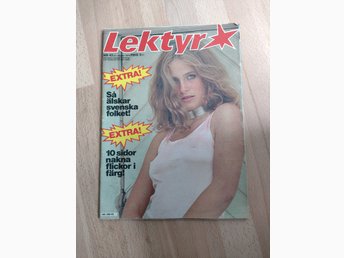 Lektyr
EXTRA!
Så
älskar
svenska
folket!
EXTRA!
10 sidor
nakna
flickor i
färg!